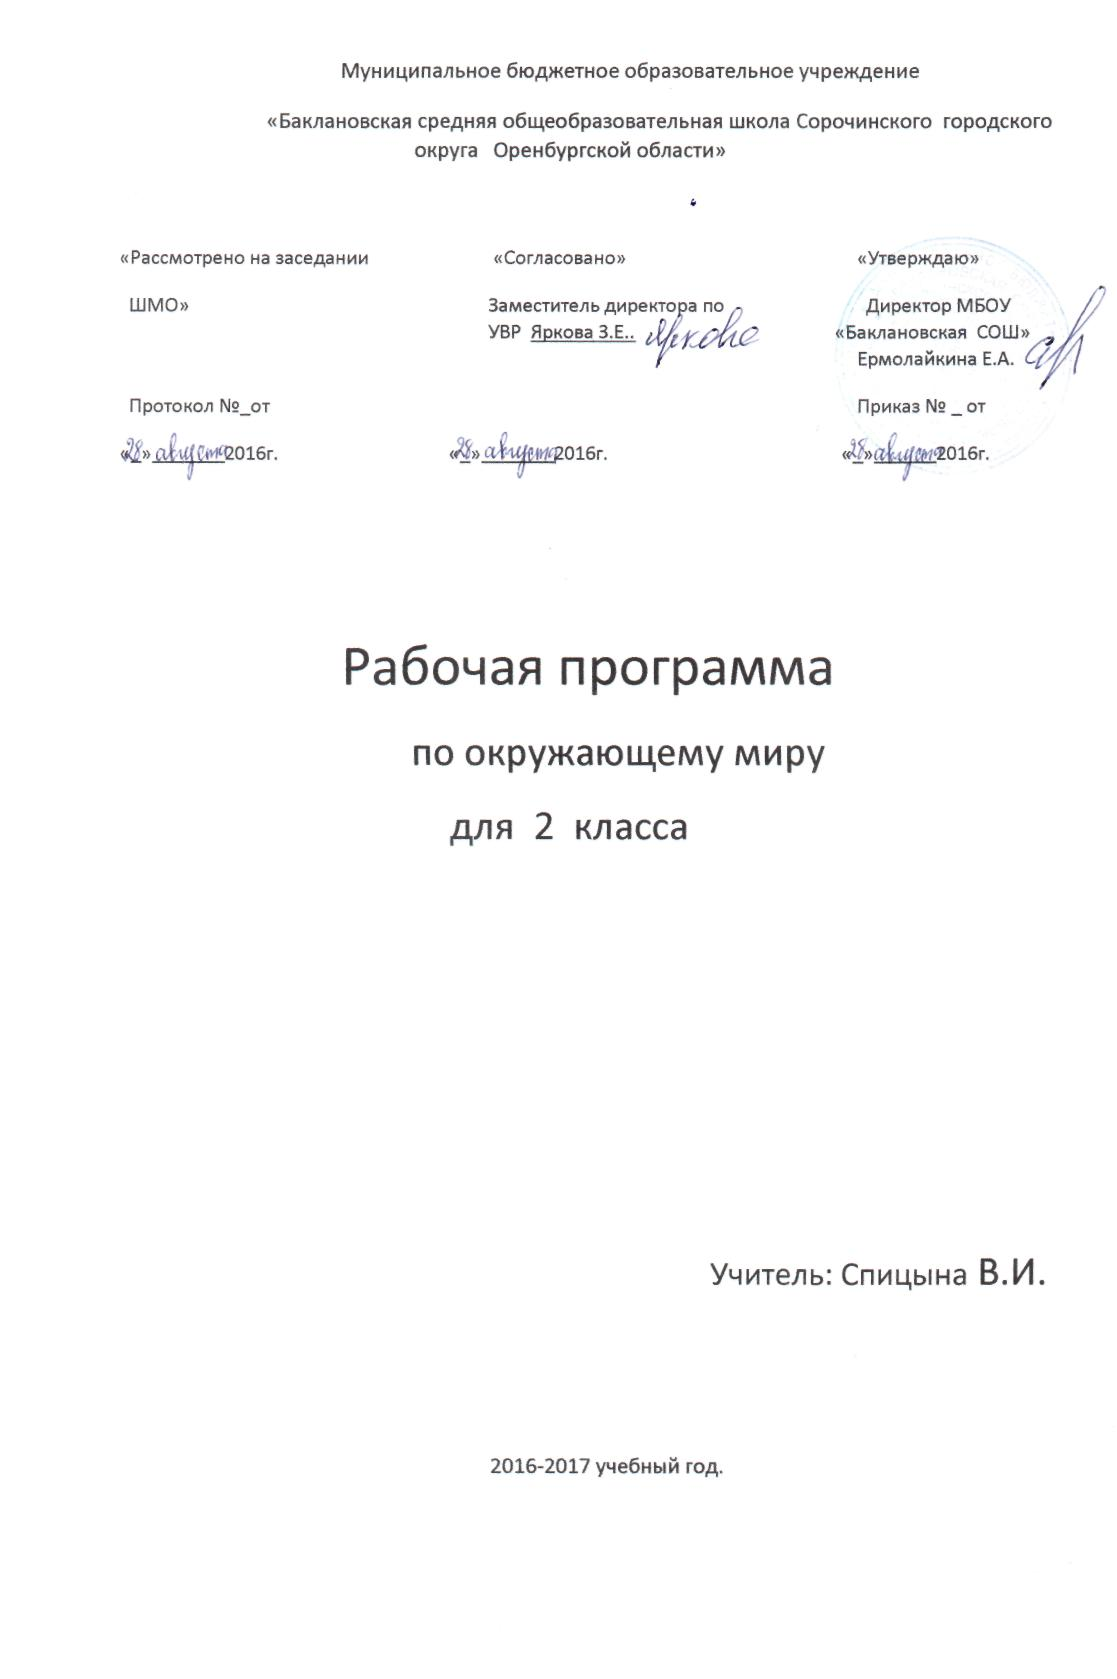 Муниципальное бюджетное образовательное учреждение
«Баклановская средняя общеобразовательная школа Сорочинского городского
округа Оренбургской области»
«Рассмотрено на заседании
ШМО»
Протокол №_от
«28» августа 2016г.
«Согласовано»
Заместитель директора по
УВР Яркова З.Е.. Яркова
«28» августа 2016г.
«Утверждаю»
Директор МБОУ
«Баклановская СОШ»
Ермолайкина Е.А.
Приказ № _ от
«28» августа 2016г.
Рабочая программа
по окружающему миру
для 2 класса
Учитель: Спицына В.И.
2016-2017 учебный год.